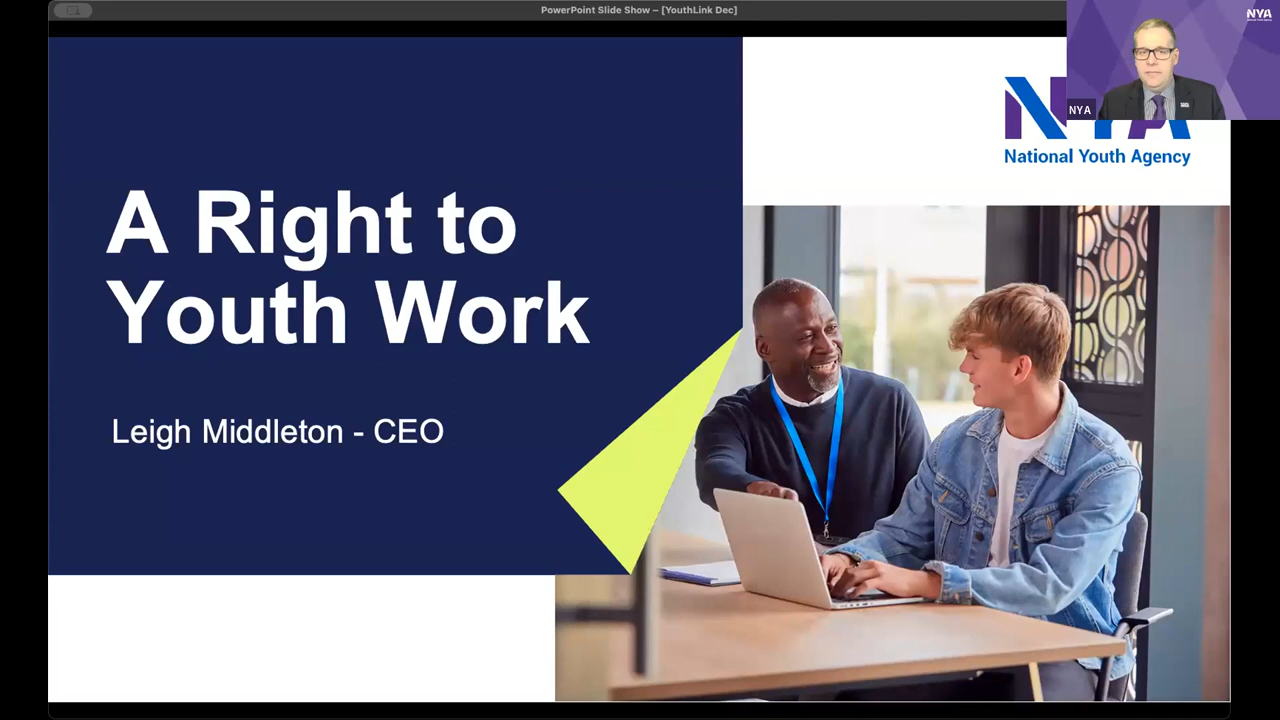 PowerPoint Slide Show – [YouthLink Dec]
NYA
NYA
NYA
National Youth Agency
A Right to
Youth Work
Leigh Middleton - CEO